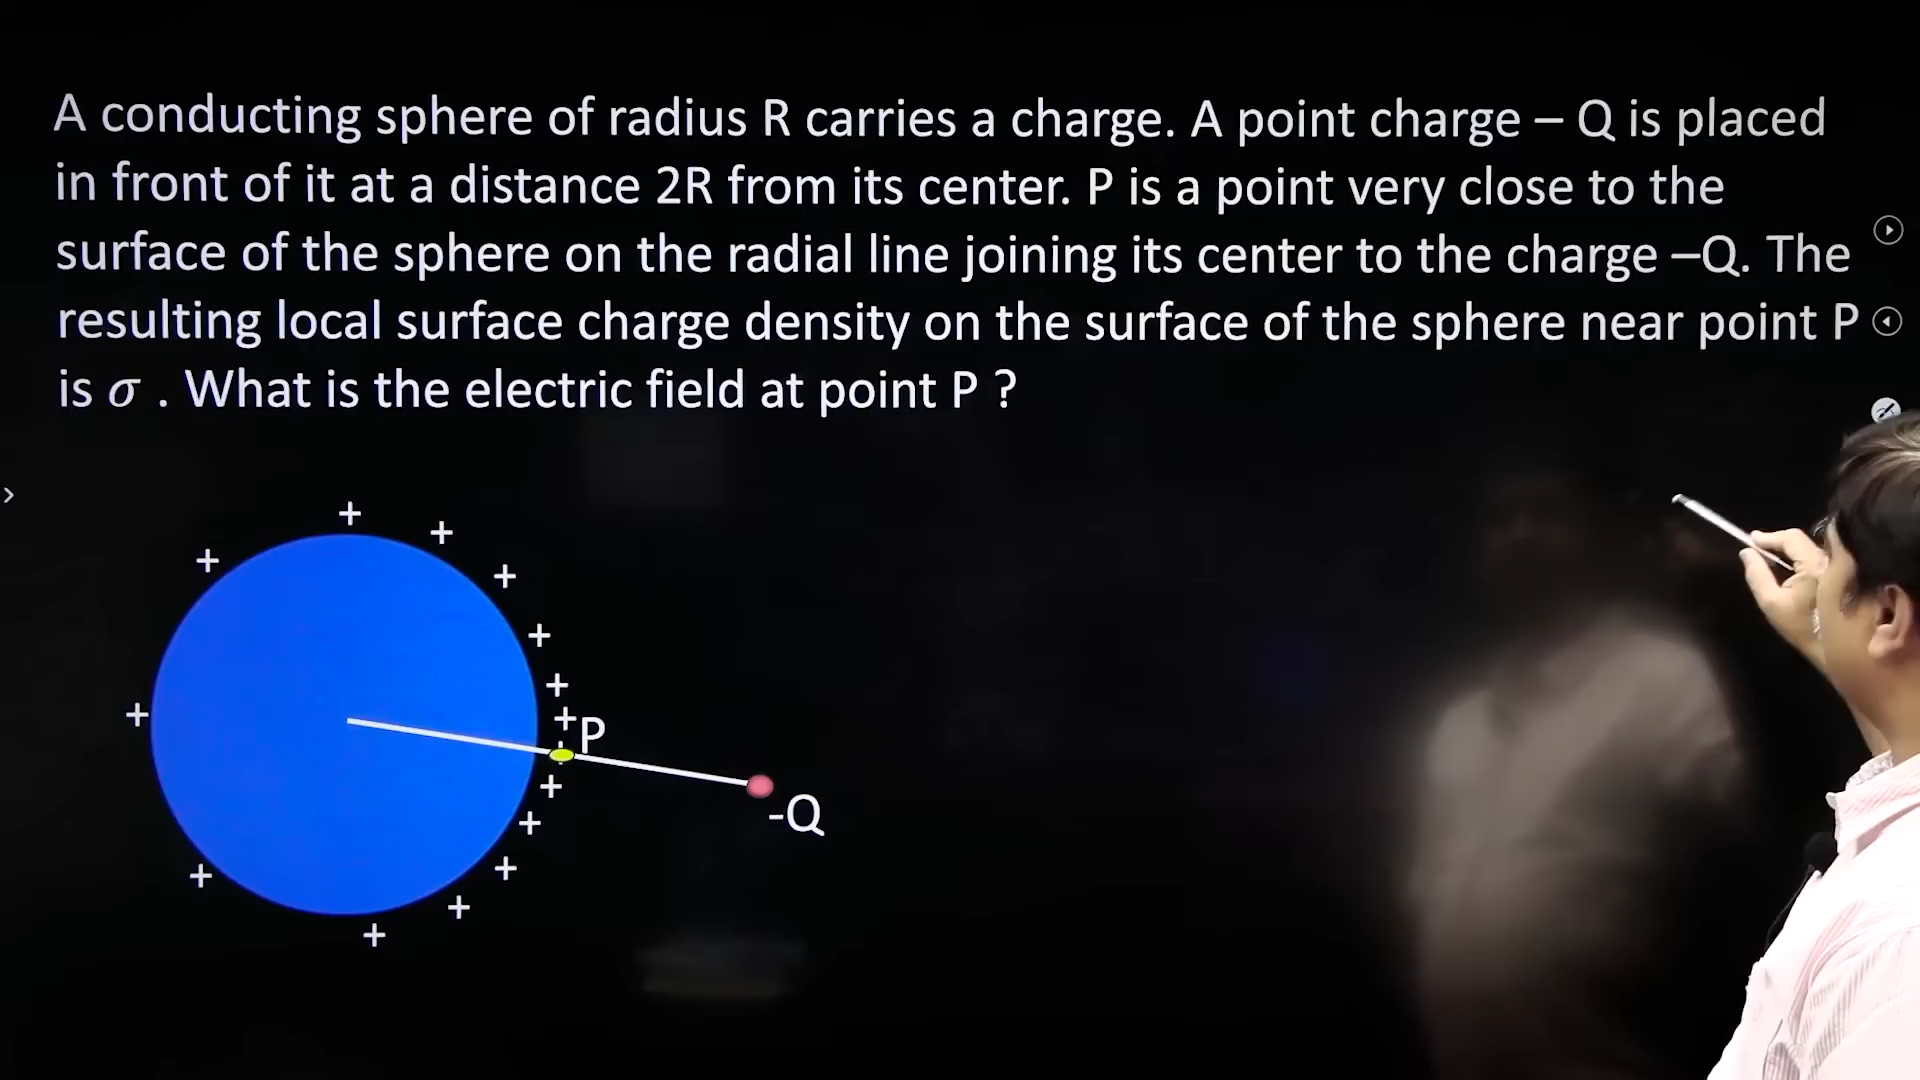 A conducting sphere of radius R carries a charge. A point charge – Q is placed
in front of it at a distance 2R from its center. P is a point very close to the
surface of the sphere on the radial line joining its center to the charge –Q. The
resulting local surface charge density on the surface of the sphere near point P
is σ . What is the electric field at point P ?
+
+
+
+
+
+
+
+
P
+
-Q
+
+
+
+
+